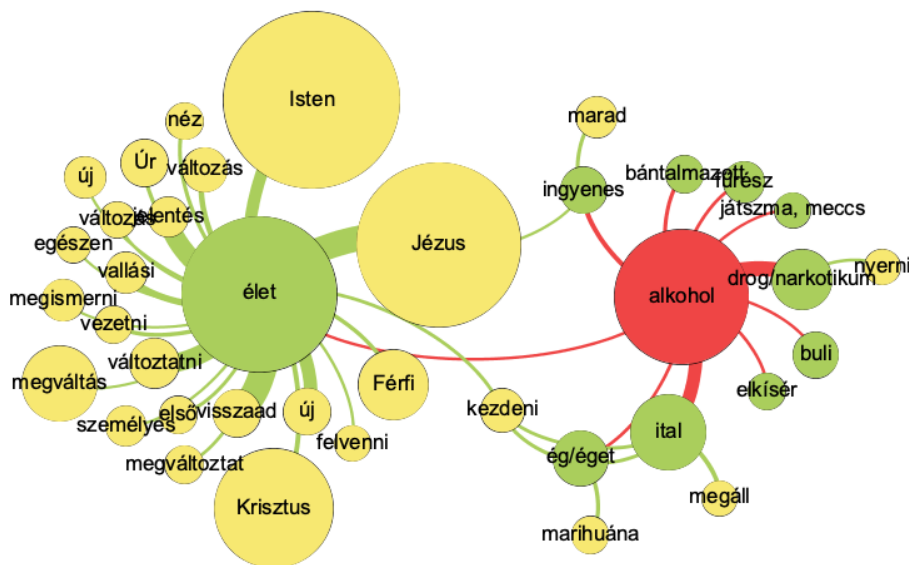 Isten
néz
marad
Úr
változás
új
ingyenes
bántalmazott
fűrész
változás
jelentés
játszma, meccs
egészen
Jézus
vallási
drog/narkotikum
nyerni
élet
alkohol
megismerni
vezetni
buli
változtatni
megváltás
Férfi
elkísér
személyes
első
visszaad
új
kezdeni
felvenni
ital
megváltoztat
ég/éget
megáll
Krisztus
marihuána